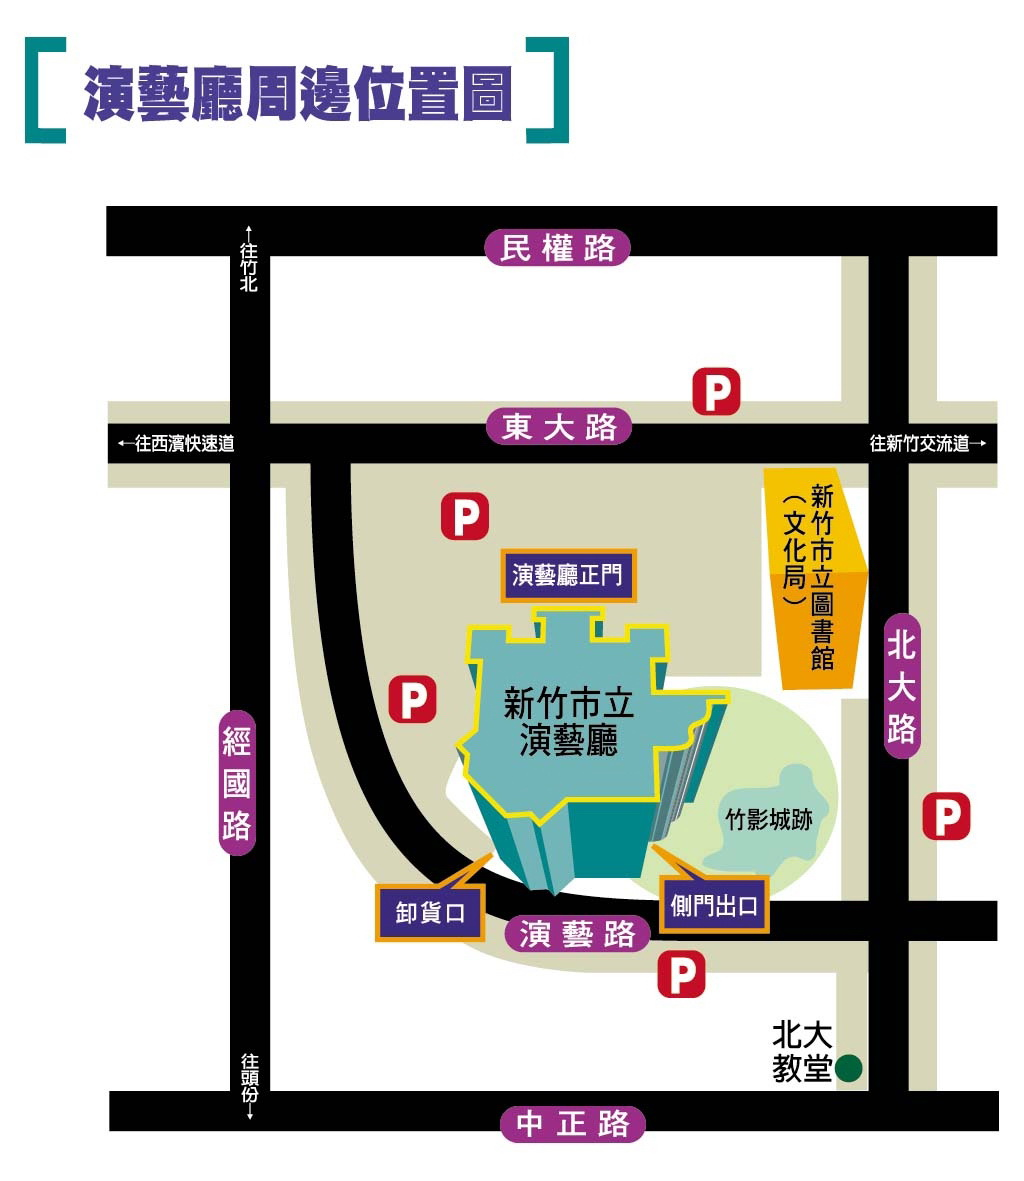 演藝廳周邊位置圖
民權路
↑往竹北
P
東大路
←往西濱快速道
往新竹交流道→
P
新竹市立圖書館
（文化局）
演藝廳正門
北大路
P
新竹市立
演藝廳
經國路
P
竹影城跡
卸貨口
側門出口
演藝路
P
北大
教堂
往頭份↓
中正路